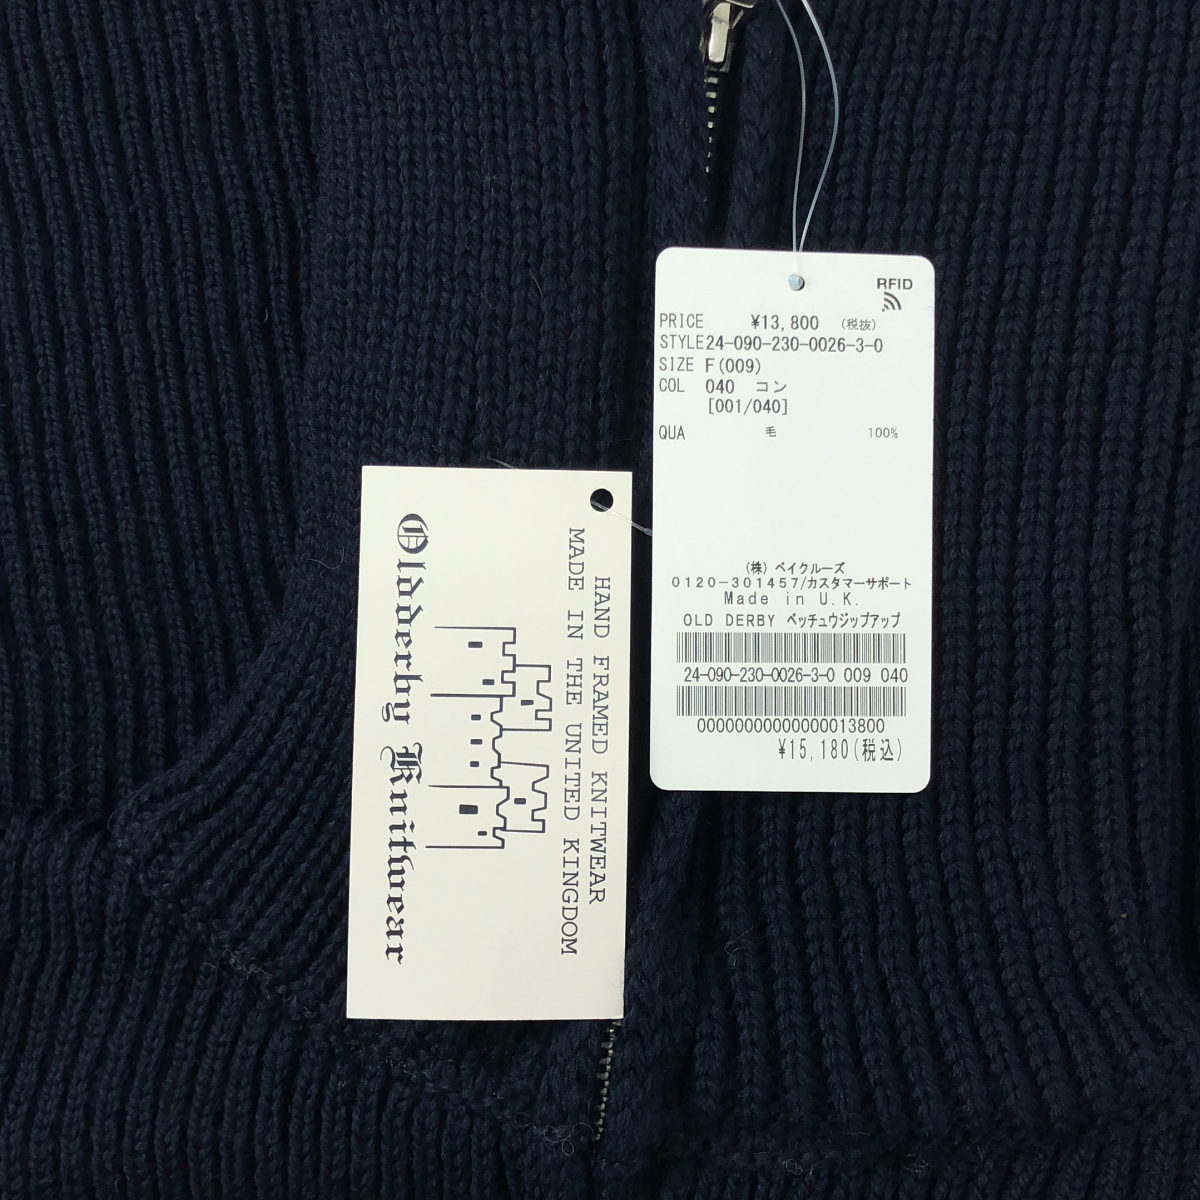 RFID
PRICE ¥13,800 (税抜)
STYLE 24-090-230-0026-3-0
SIZE F(009)
COL 040 コン
[001/040]
QUA 毛 100%
(株) ベイクルーズ
0120-301457/カスタマーサポート
Made in U.K.
OLD DERBY ベッチュウジップアップ
24-090-230-0026-3-0 009 040
00000000000000013800
¥15,180(税込)
HAND FRAMED KNITWEAR
MADE IN THE UNITED KINGDOM
Oldderby Knitwear